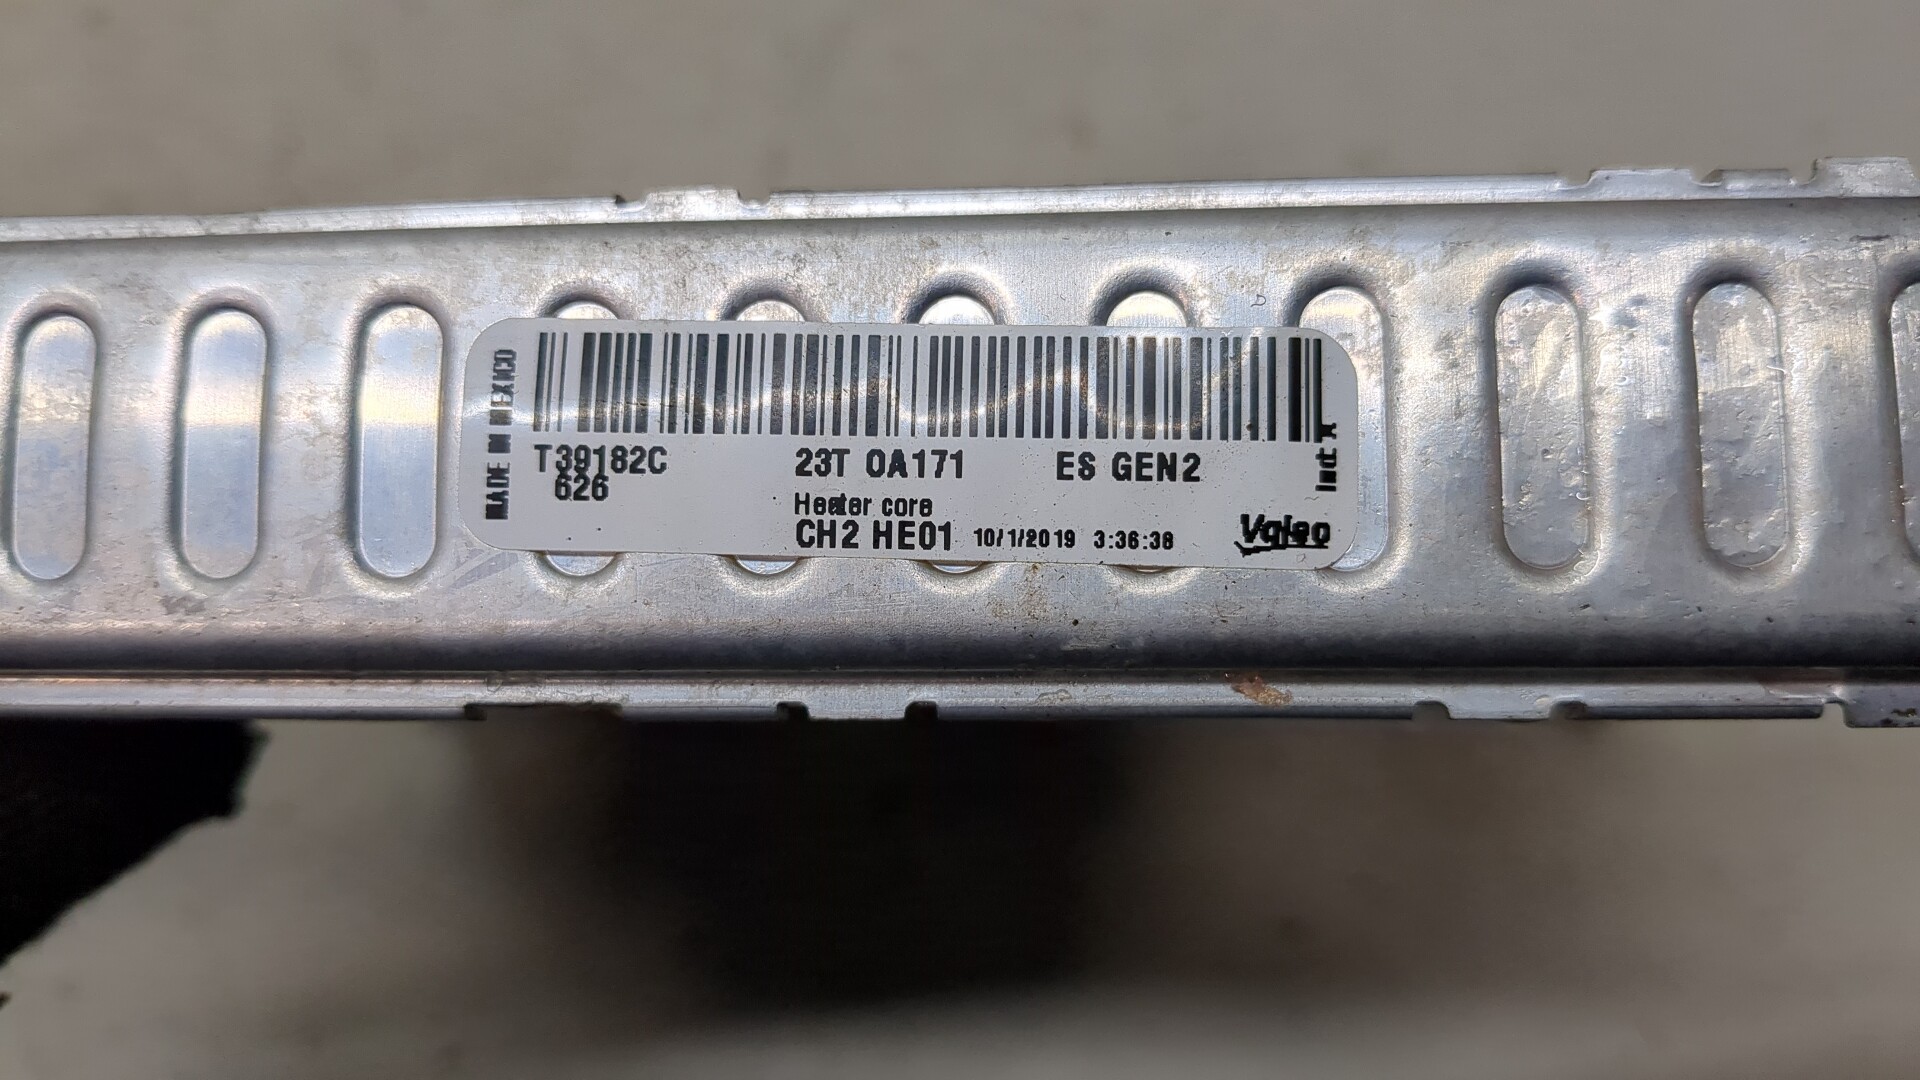 MADE IN MEXICO
T39182C
626
23T 0A171
ES GEN2
Heater core
CH2 HE01 10/1/2019 3:36:38
Valeo